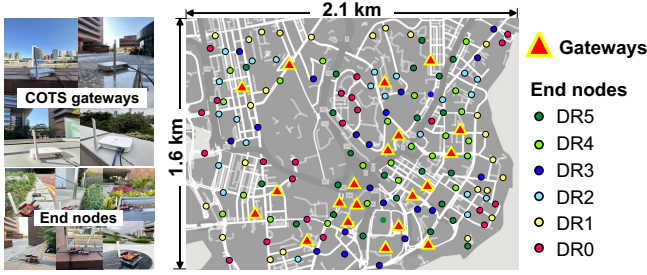 2.1 km
1.6 km
COTS gateways
End nodes
Gateways
End nodes
DR5
DR4
DR3
DR2
DR1
DR0